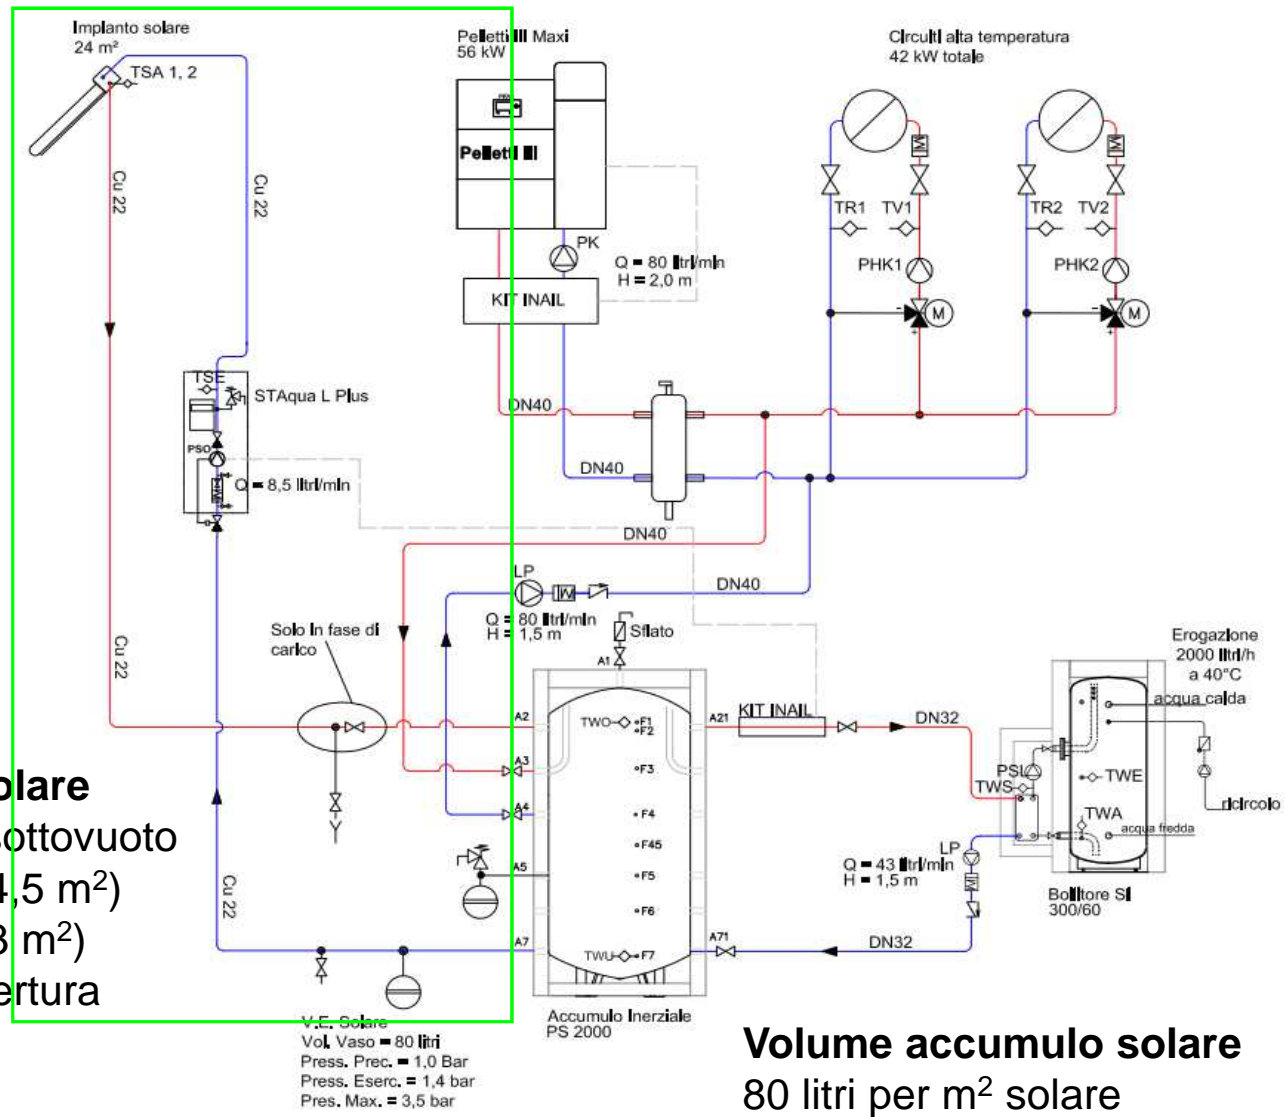 Impianto solare
24 m²
TSA 1, 2
Pelletti III Maxi
56 kW
Circuiti alta temperatura
42 kW totale
Pelletti III
Cu 22
Cu 22
TR1
TV1
TR2
TV2
PK
Q = 80 litri/min
H = 2,0 m
PHK1
PHK2
KIT INAIL
M
M
TSE
STAqua L Plus
DN40
PSO
DN40
Q = 8,5 litri/min
DN40
LP
DN40
Q = 80 litri/min
H = 1,5 m
Solo in fase di
carico
Sfiato
A1
Cu 22
Erogazione
2000 litri/h
a 40°C
acqua calda
A2
TWO
F1
F2
A21
KIT INAIL
DN32
A3
F3
PSL
TWS
TWE
A4
F4
ricircolo
TWA
acqua fredda
F45
LP
A5
F5
Q = 43 litri/min
H = 1,5 m
Cu 22
F6
Bollitore SI
300/60
A7
TWU
F7
A71
DN32
olare
sottovuoto
4,5 m²)
3 m²)
ertura
V.E. Solare
Vol. Vaso = 80 litri
Press. Prec. = 1,0 Bar
Press. Eserc. = 1,4 bar
Pres. Max. = 3,5 bar
Accumulo Inerziale
PS 2000
Volume accumulo solare
80 litri per m² solare